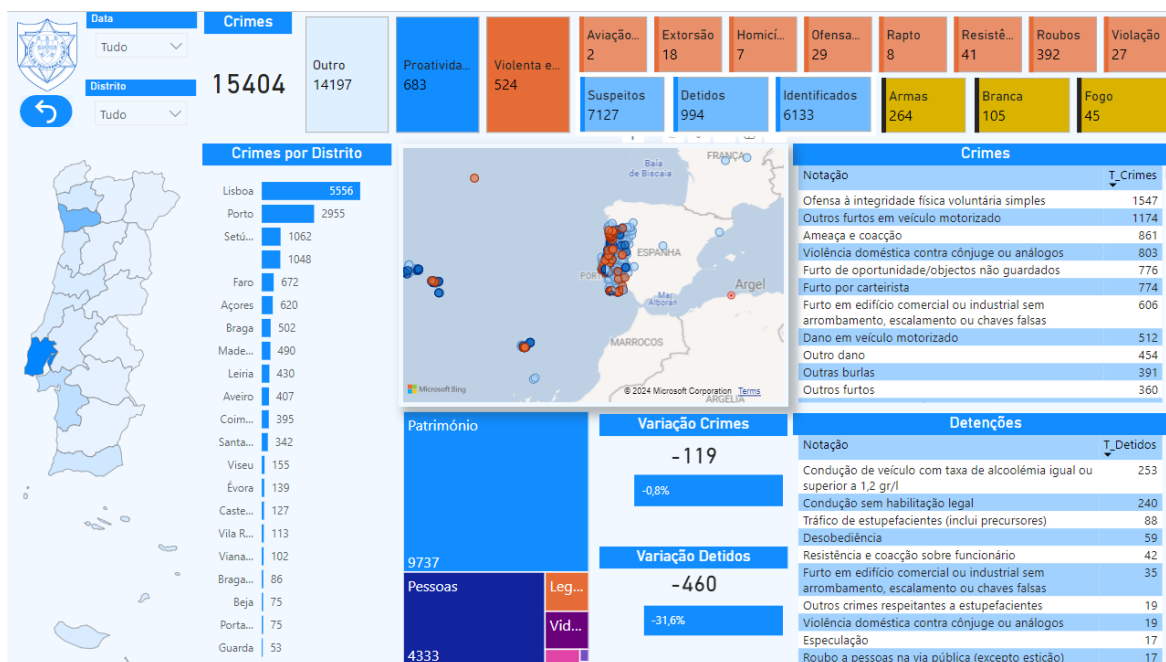 Data
Tudo
Distrito
Tudo
Crimes
15404
Outro
14197
Proativida...
683
Violenta e...
524
Aviação...
2
Extorsão
18
Homicí...
7
Ofensa...
29
Rapto
8
Resistê...
41
Roubos
392
Violação
27
Suspeitos
7127
Detidos
994
Identificados
6133
Armas
264
Branca
105
Fogo
45
Crimes por Distrito
Lisboa 5556
Porto 2955
Setú... 1062
1048
Faro 672
Açores 620
Braga 502
Made... 490
Leiria 430
Aveiro 407
Coim... 395
Santa... 342
Viseu 155
Évora 139
Caste... 127
Vila R... 113
Viana... 102
Braga... 86
Beja 75
Porta... 75
Guarda 53
Baía
de Biscaia
FRANÇA
ESPANHA
PORT
Mar
Alborán
Argel
MARROCOS
ARGÉLIA
Microsoft Bing
© 2024 Microsoft Corporation Terms
Património
9737
Pessoas
4333
Leg...
Vid...
Variação Crimes
-119
-0,8%
Variação Detidos
-460
-31,6%
Crimes
Notação T_Crimes
Ofensa à integridade física voluntária simples 1547
Outros furtos em veículo motorizado 1174
Ameaça e coacção 861
Violência doméstica contra cônjuge ou análogos 803
Furto de oportunidade/objectos não guardados 776
Furto por carteirista 774
Furto em edifício comercial ou industrial sem 606
arrombamento, escalamento ou chaves falsas
Dano em veículo motorizado 512
Outro dano 454
Outras burlas 391
Outros furtos 360
Detenções
Notação T_Detidos
Condução de veículo com taxa de alcoolémia igual ou 253
superior a 1,2 gr/l
Condução sem habilitação legal 240
Tráfico de estupefacientes (inclui precursores) 88
Desobediência 59
Resistência e coacção sobre funcionário 42
Furto em edifício comercial ou industrial sem 35
arrombamento, escalamento ou chaves falsas
Outros crimes respeitantes a estupefacientes 19
Violência doméstica contra cônjuge ou análogos 19
Especulação 17
Roubo a pessoas na via pública (excepto esticão) 17